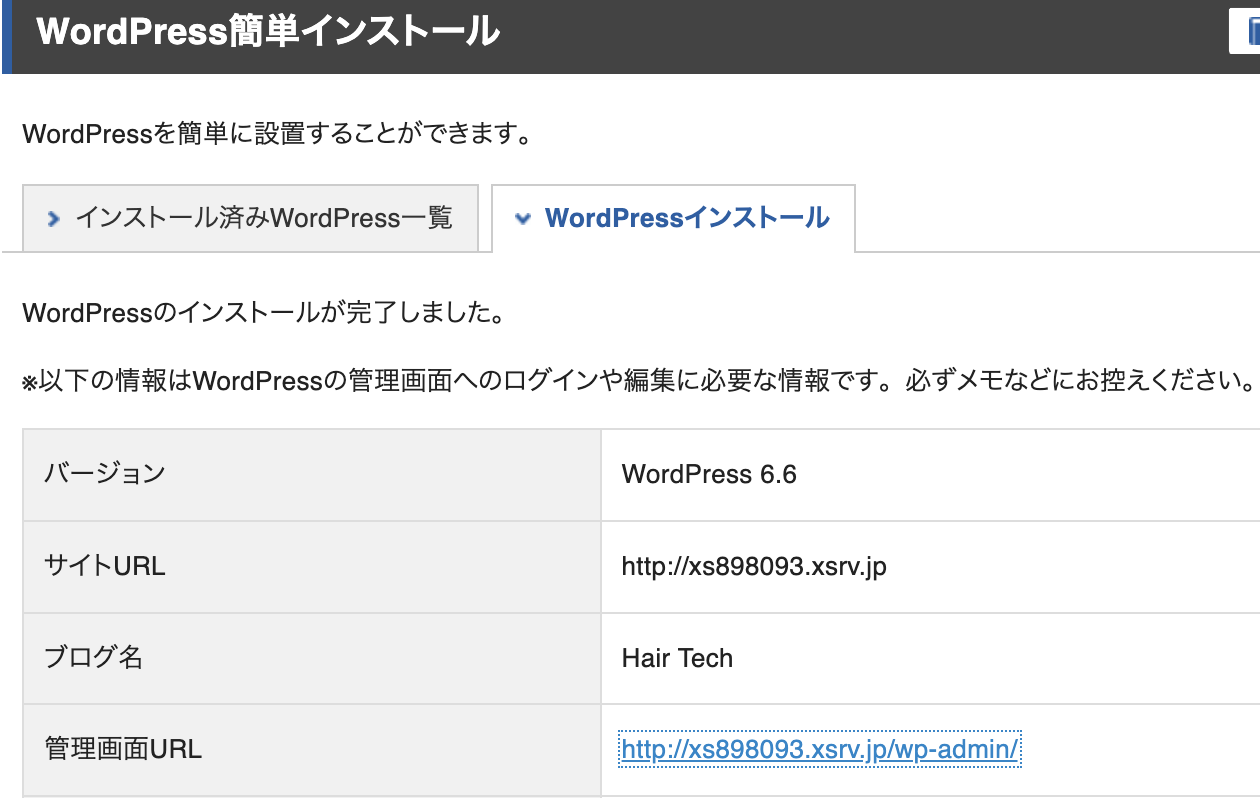 WordPress簡単インストール
WordPressを簡単に設置することができます。
インストール済みWordPress一覧
WordPressインストール
WordPressのインストールが完了しました。
※以下の情報はWordPressの管理画面へのログインや編集に必要な情報です。必ずメモなどにお控えください。
バージョン
WordPress 6.6
サイトURL
http://xs898093.xsrv.jp
ブログ名
Hair Tech
管理画面URL
http://xs898093.xsrv.jp/wp-admin/